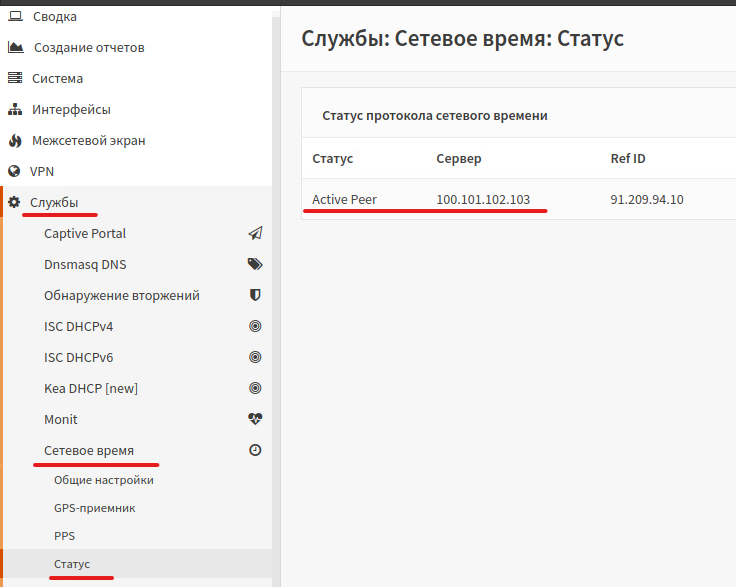 Сводка
Создание отчетов
Система
Интерфейсы
Межсетевой экран
VPN
Службы
Captive Portal
Dnsmasq DNS
Обнаружение вторжений
ISC DHCPv4
ISC DHCPv6
Kea DHCP [new]
Monit
Сетевое время
Общие настройки
GPS-приемник
PPS
Статус
Службы: Сетевое время: Статус
Статус протокола сетевого времени
Статус Сервер Ref ID
Active Peer 100.101.102.103 91.209.94.10